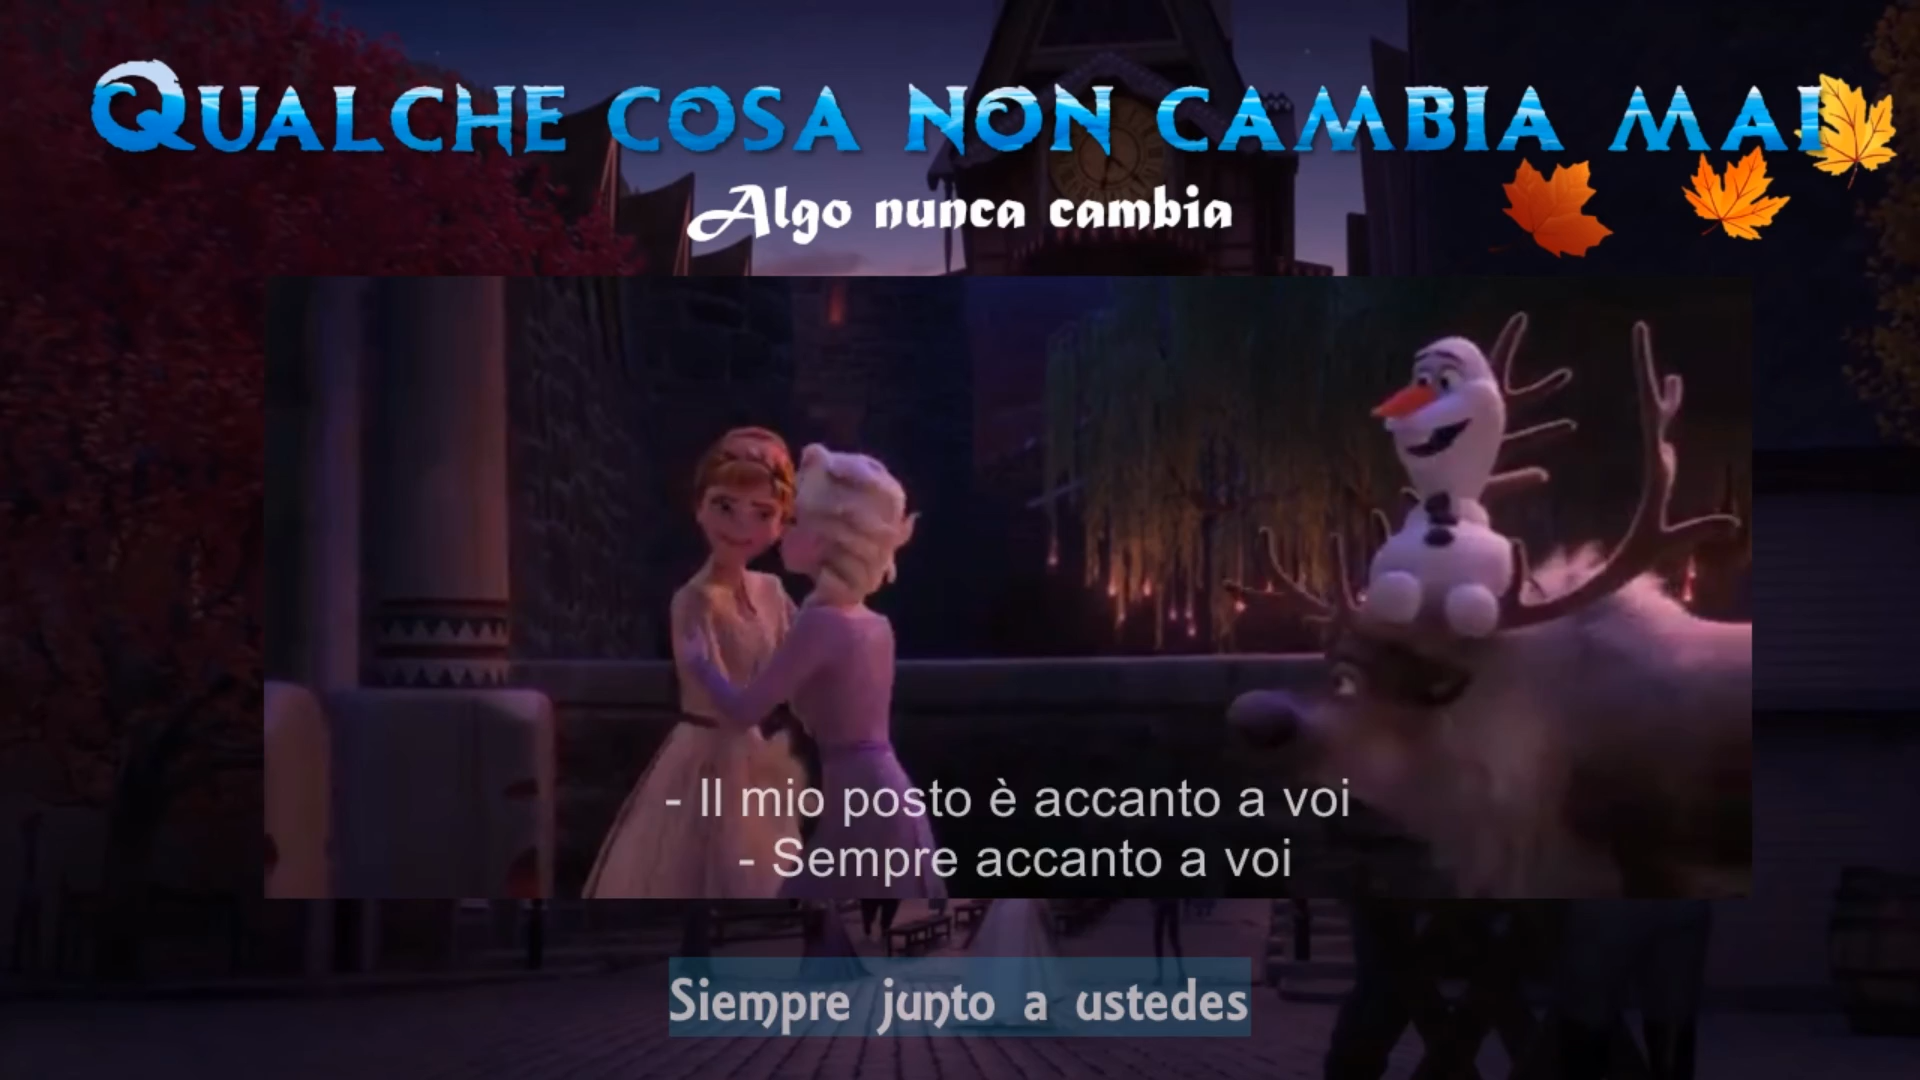 Qualche cosa non cambia mai
Algo nunca cambia
- Il mio posto è accanto a voi
- Sempre accanto a voi
Siempre junto a ustedes